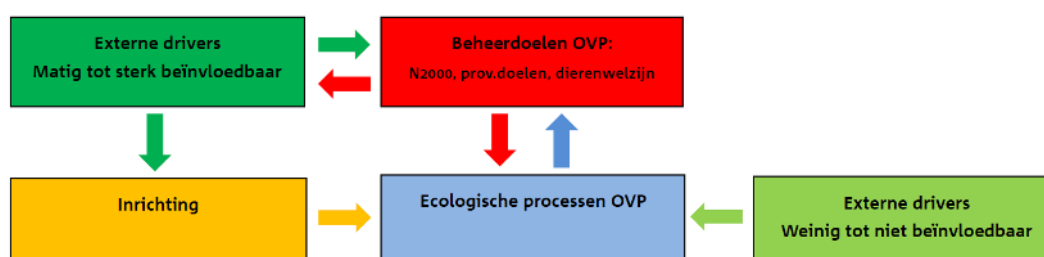 Externe drivers
Matig tot sterk beïnvloedbaar
Beheerdoelen OVP:
N2000, prov.doelen, dierenwelzijn
Inrichting
Ecologische processen OVP
Externe drivers
Weinig tot niet beïnvloedbaar